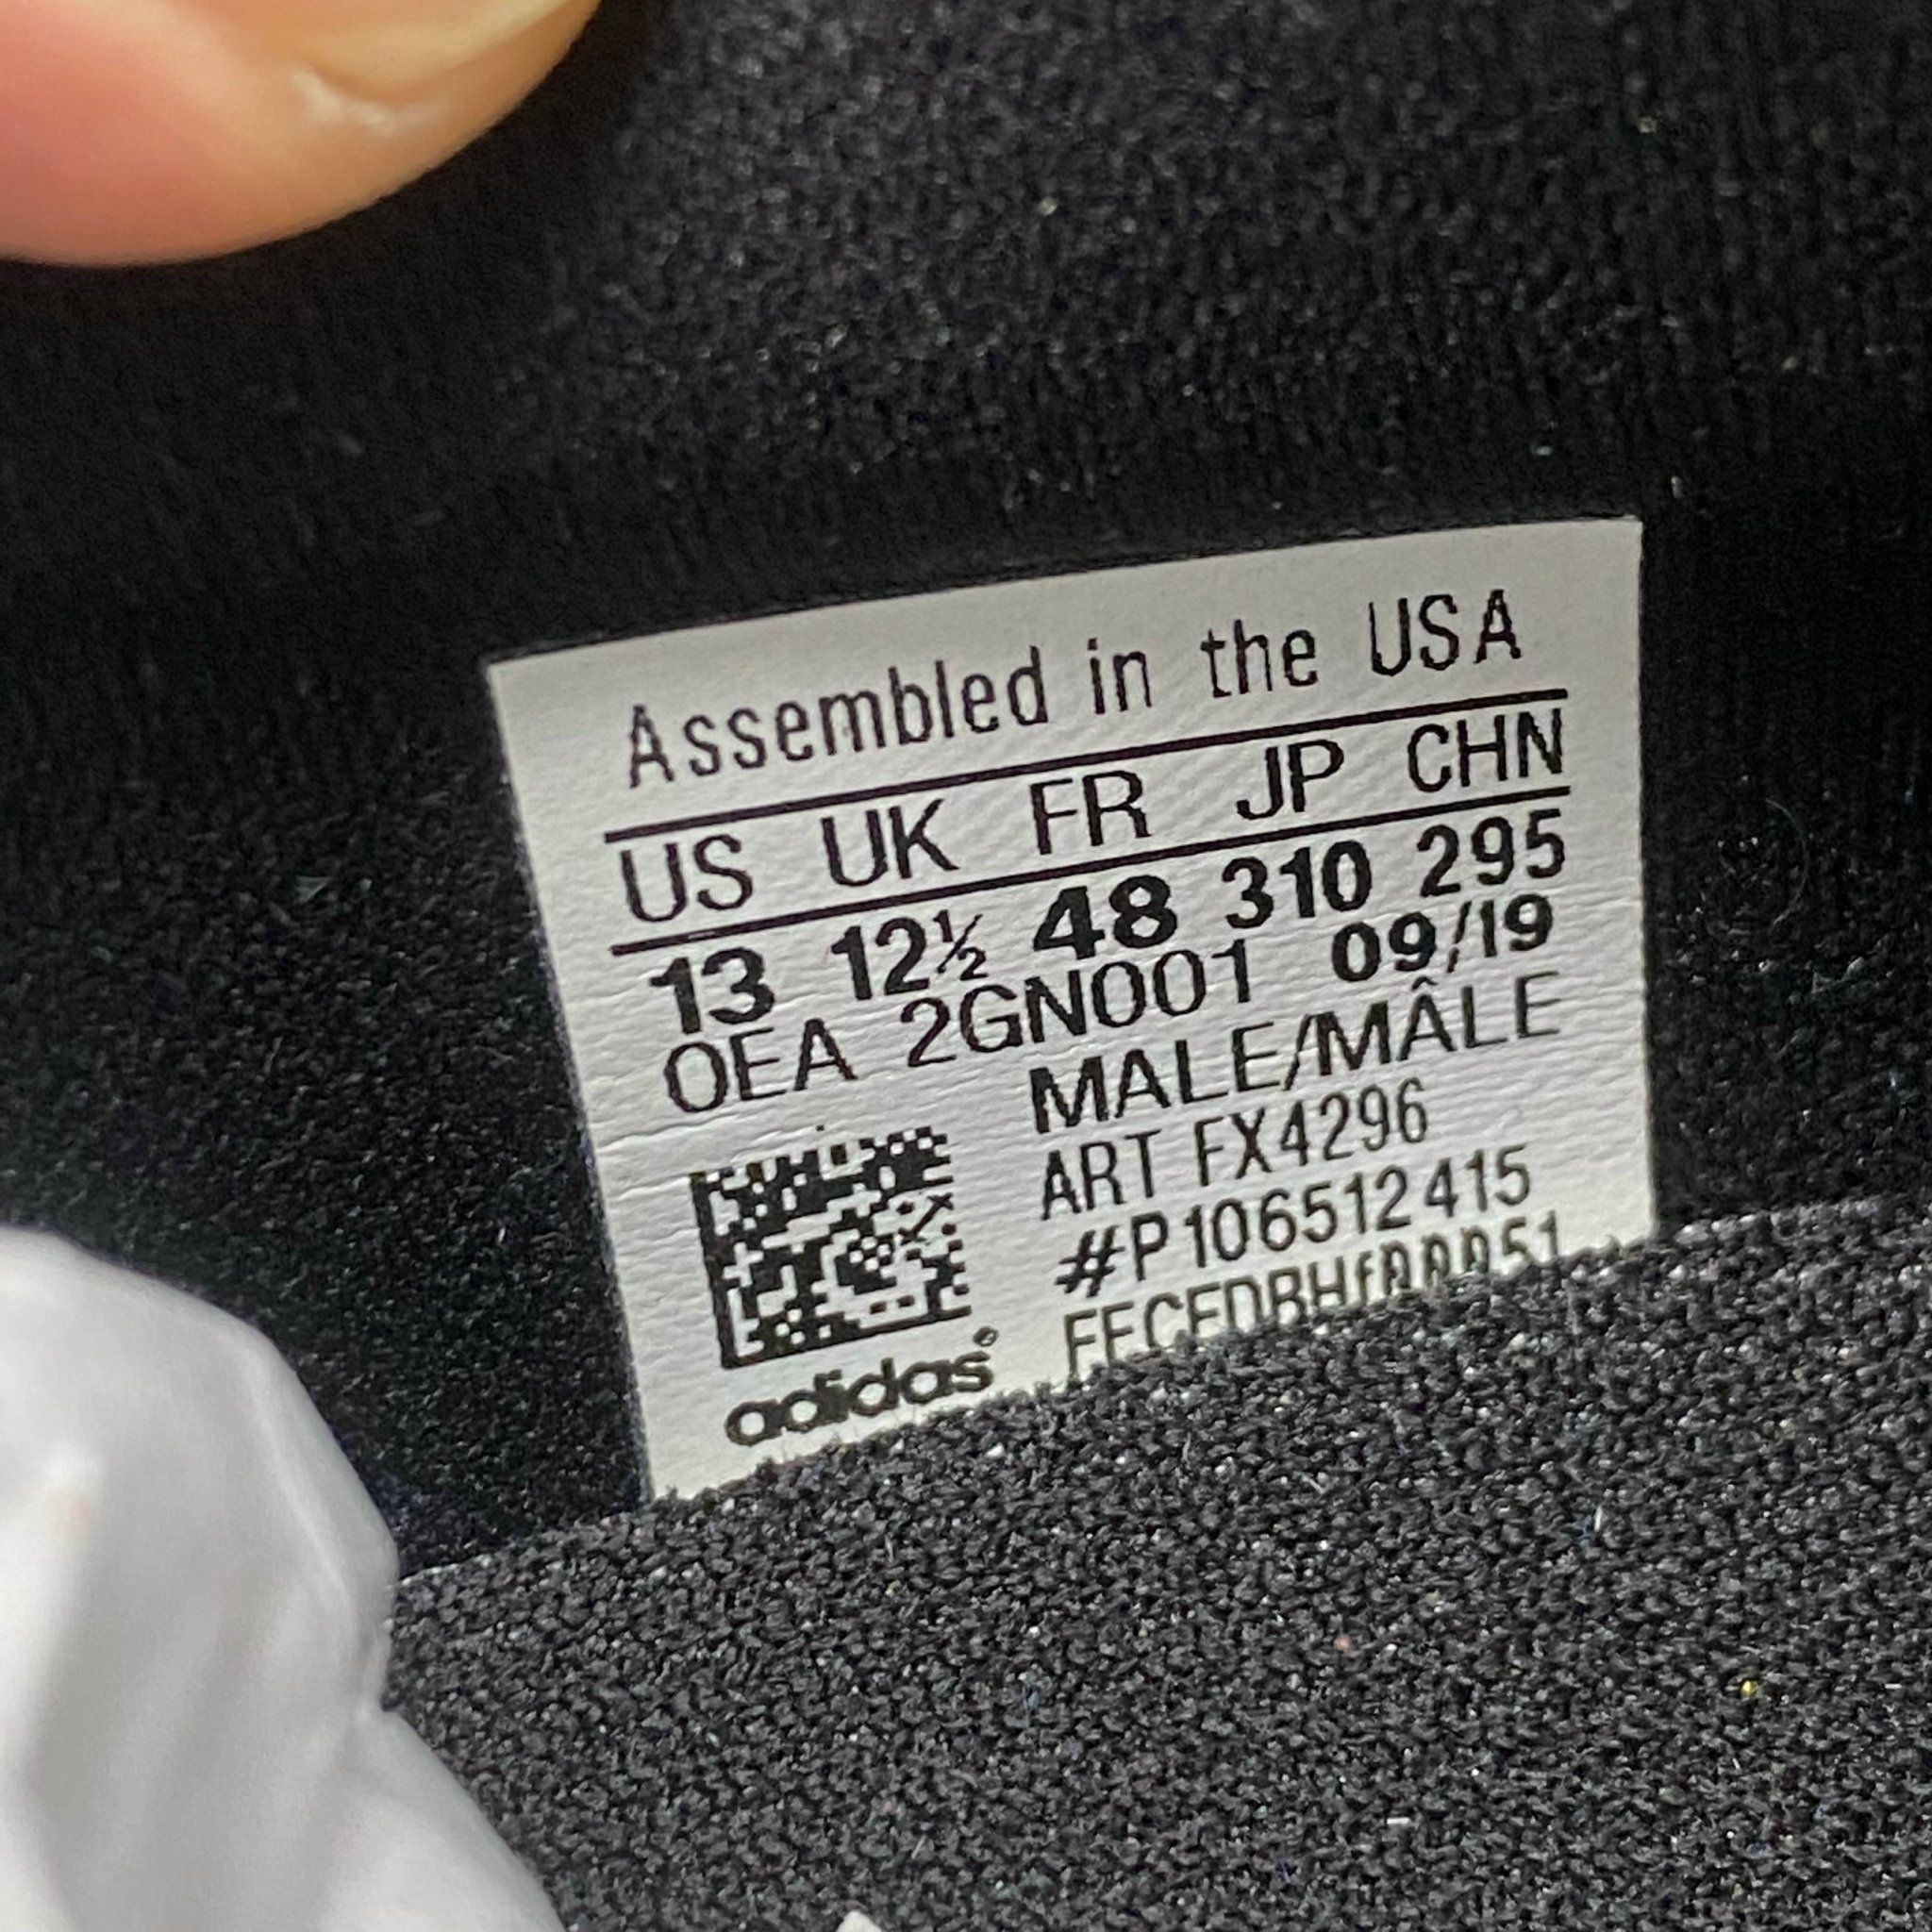 Assembled in the USA
US UK FR JP CHN
13 12½ 48 310 295
OEA 2GN001 09/19
MALE/MÂLE
ART FX4296
#P106512415
adidas®